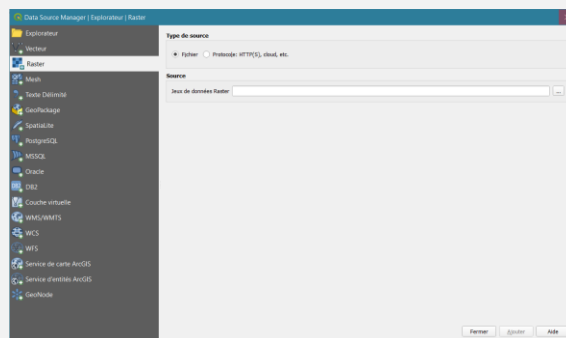 Data Source Manager | Explorateur | Raster
Explorateur
Vecteur
Raster
Mesh
Texte Délimité
GeoPackage
SpatiaLite
PostgreSQL
MSSQL
Oracle
DB2
Couche virtuelle
WMS/WMTS
WCS
WFS
Service de carte ArcGIS
Service d'entités ArcGIS
GeoNode
Type de source
Fichier Protocole: HTTP(S), cloud, etc.
Source
Jeux de données Raster ...
Fermer Ajouter Aide